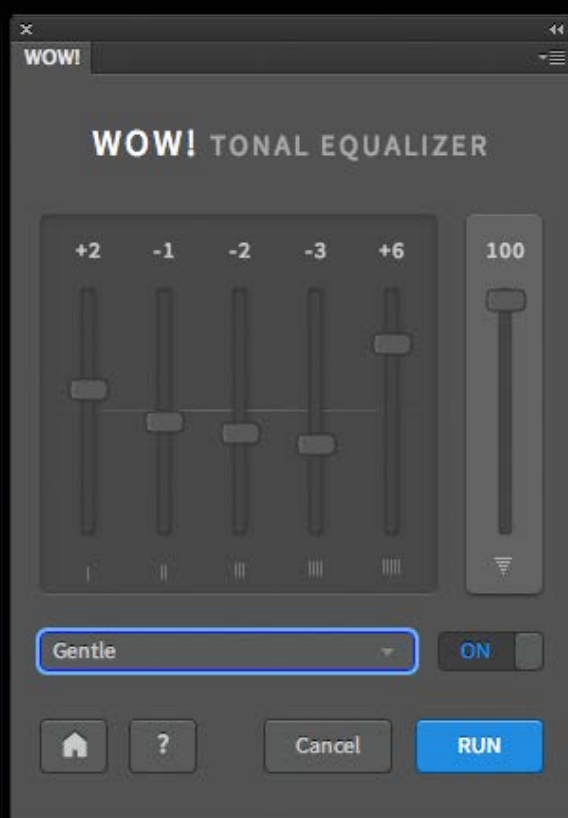 WOW!
WOW! TONAL EQUALIZER
+2 -1 -2 -3 +6 100
Gentle ON
? Cancel RUN